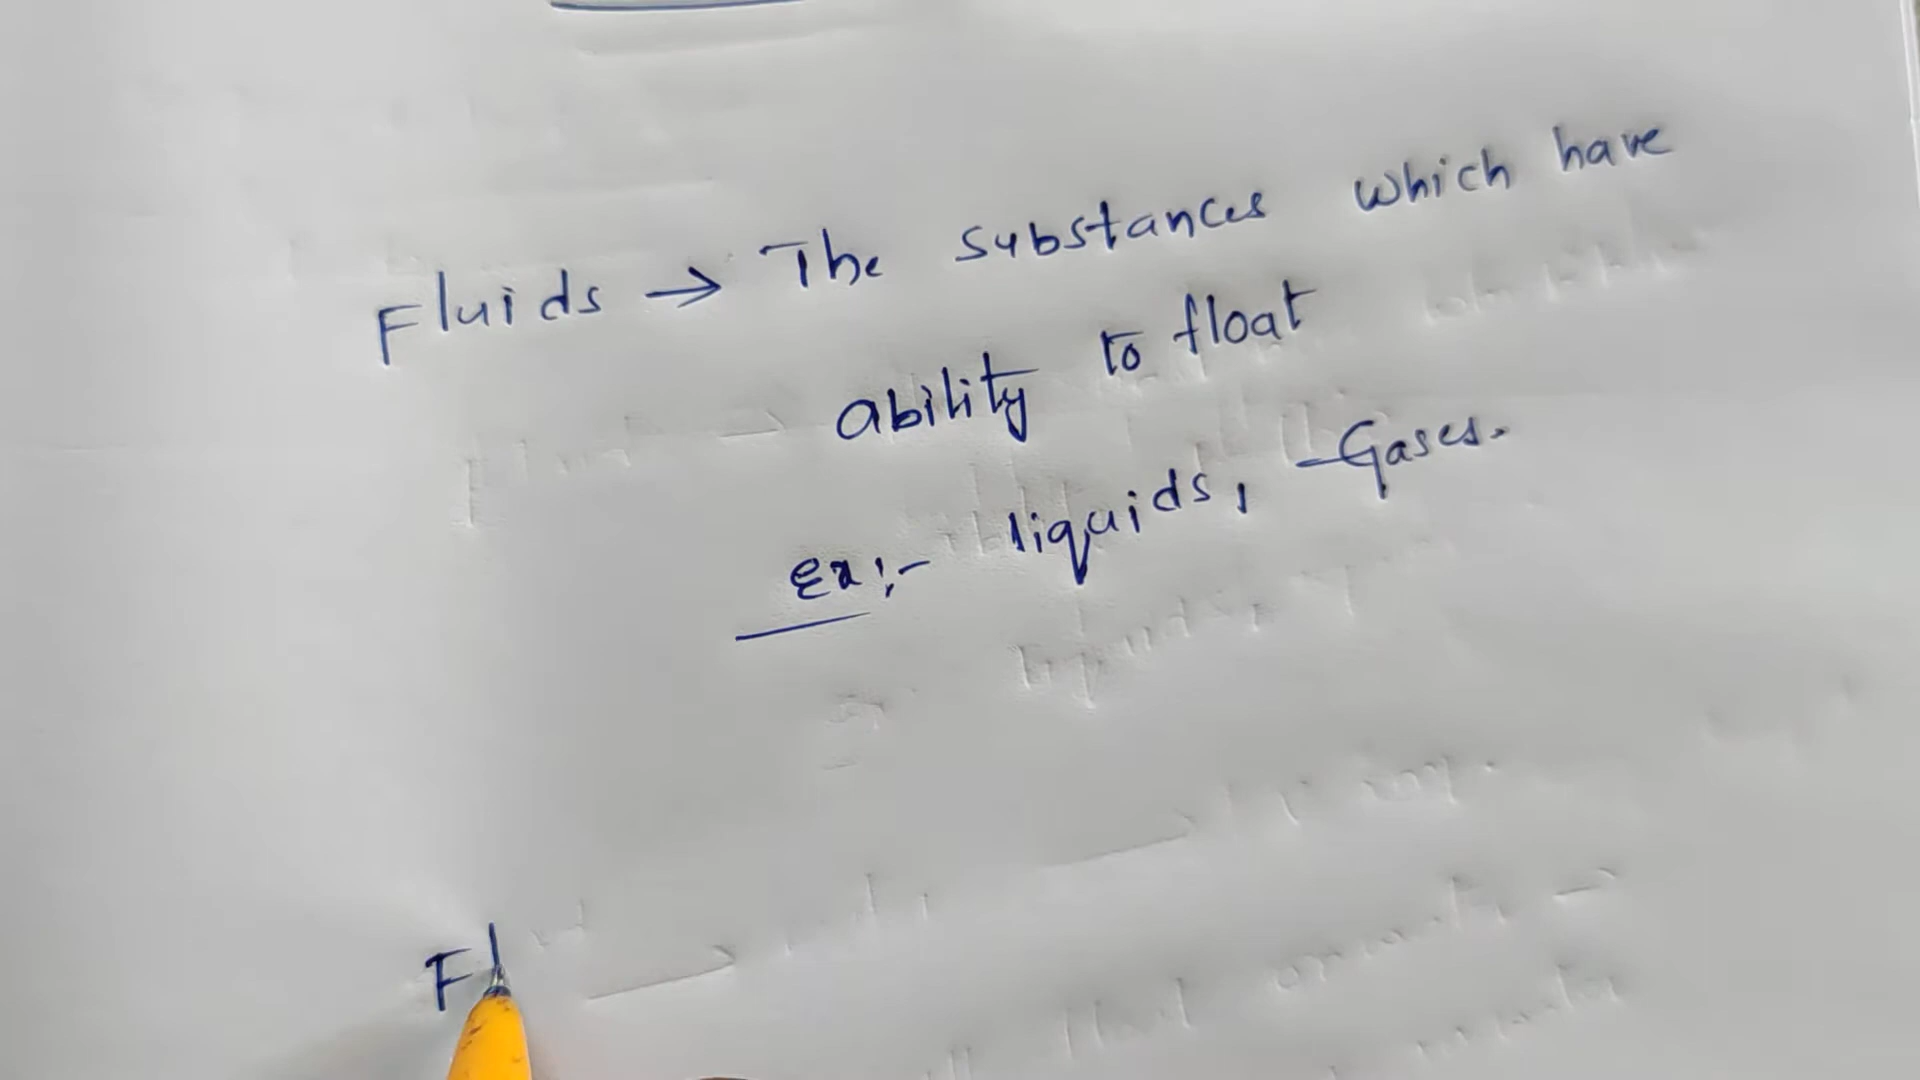 Fluids → The substances which have
ability to float
ex:- liquids, Gases.
Fl